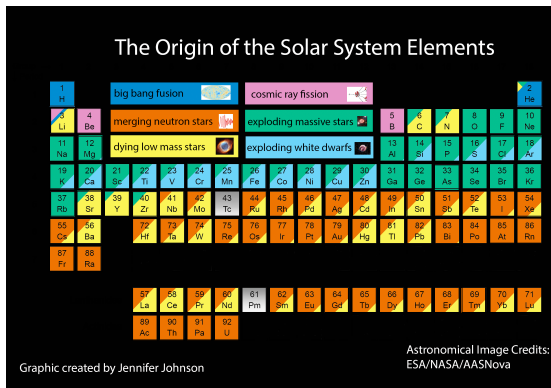 The Origin of the Solar System Elements
1 2
H big bang fusion cosmic ray fission He
3 4 merging neutron stars exploding massive stars 5 6 7 8 9 10
Li Be B C N O F Ne
11 12 dying low mass stars exploding white dwarfs 13 14 15 16 17 18
Na Mg Al Si P S Cl Ar
19 20 21 22 23 24 25 26 27 28 29 30 31 32 33 34 35 36
K Ca Sc Ti V Cr Mn Fe Co Ni Cu Zn Ga Ge As Se Br Kr
37 38 39 40 41 42 43 44 45 46 47 48 49 50 51 52 53 54
Rb Sr Y Zr Nb Mo Tc Ru Rh Pd Ag Cd In Sn Sb Te I Xe
55 56 72 73 74 75 76 77 78 79 80 81 82 83 84 85 86
Cs Ba Hf Ta W Re Os Ir Pt Au Hg Tl Pb Bi Po At Rn
87 88
Fr Ra
57 58 59 60 61 62 63 64 65 66 67 68 69 70 71
La Ce Pr Nd Pm Sm Eu Gd Tb Dy Ho Er Tm Yb Lu
89 90 91 92
Ac Th Pa U
Graphic created by Jennifer Johnson
Astronomical Image Credits:
ESA/NASA/AASNova